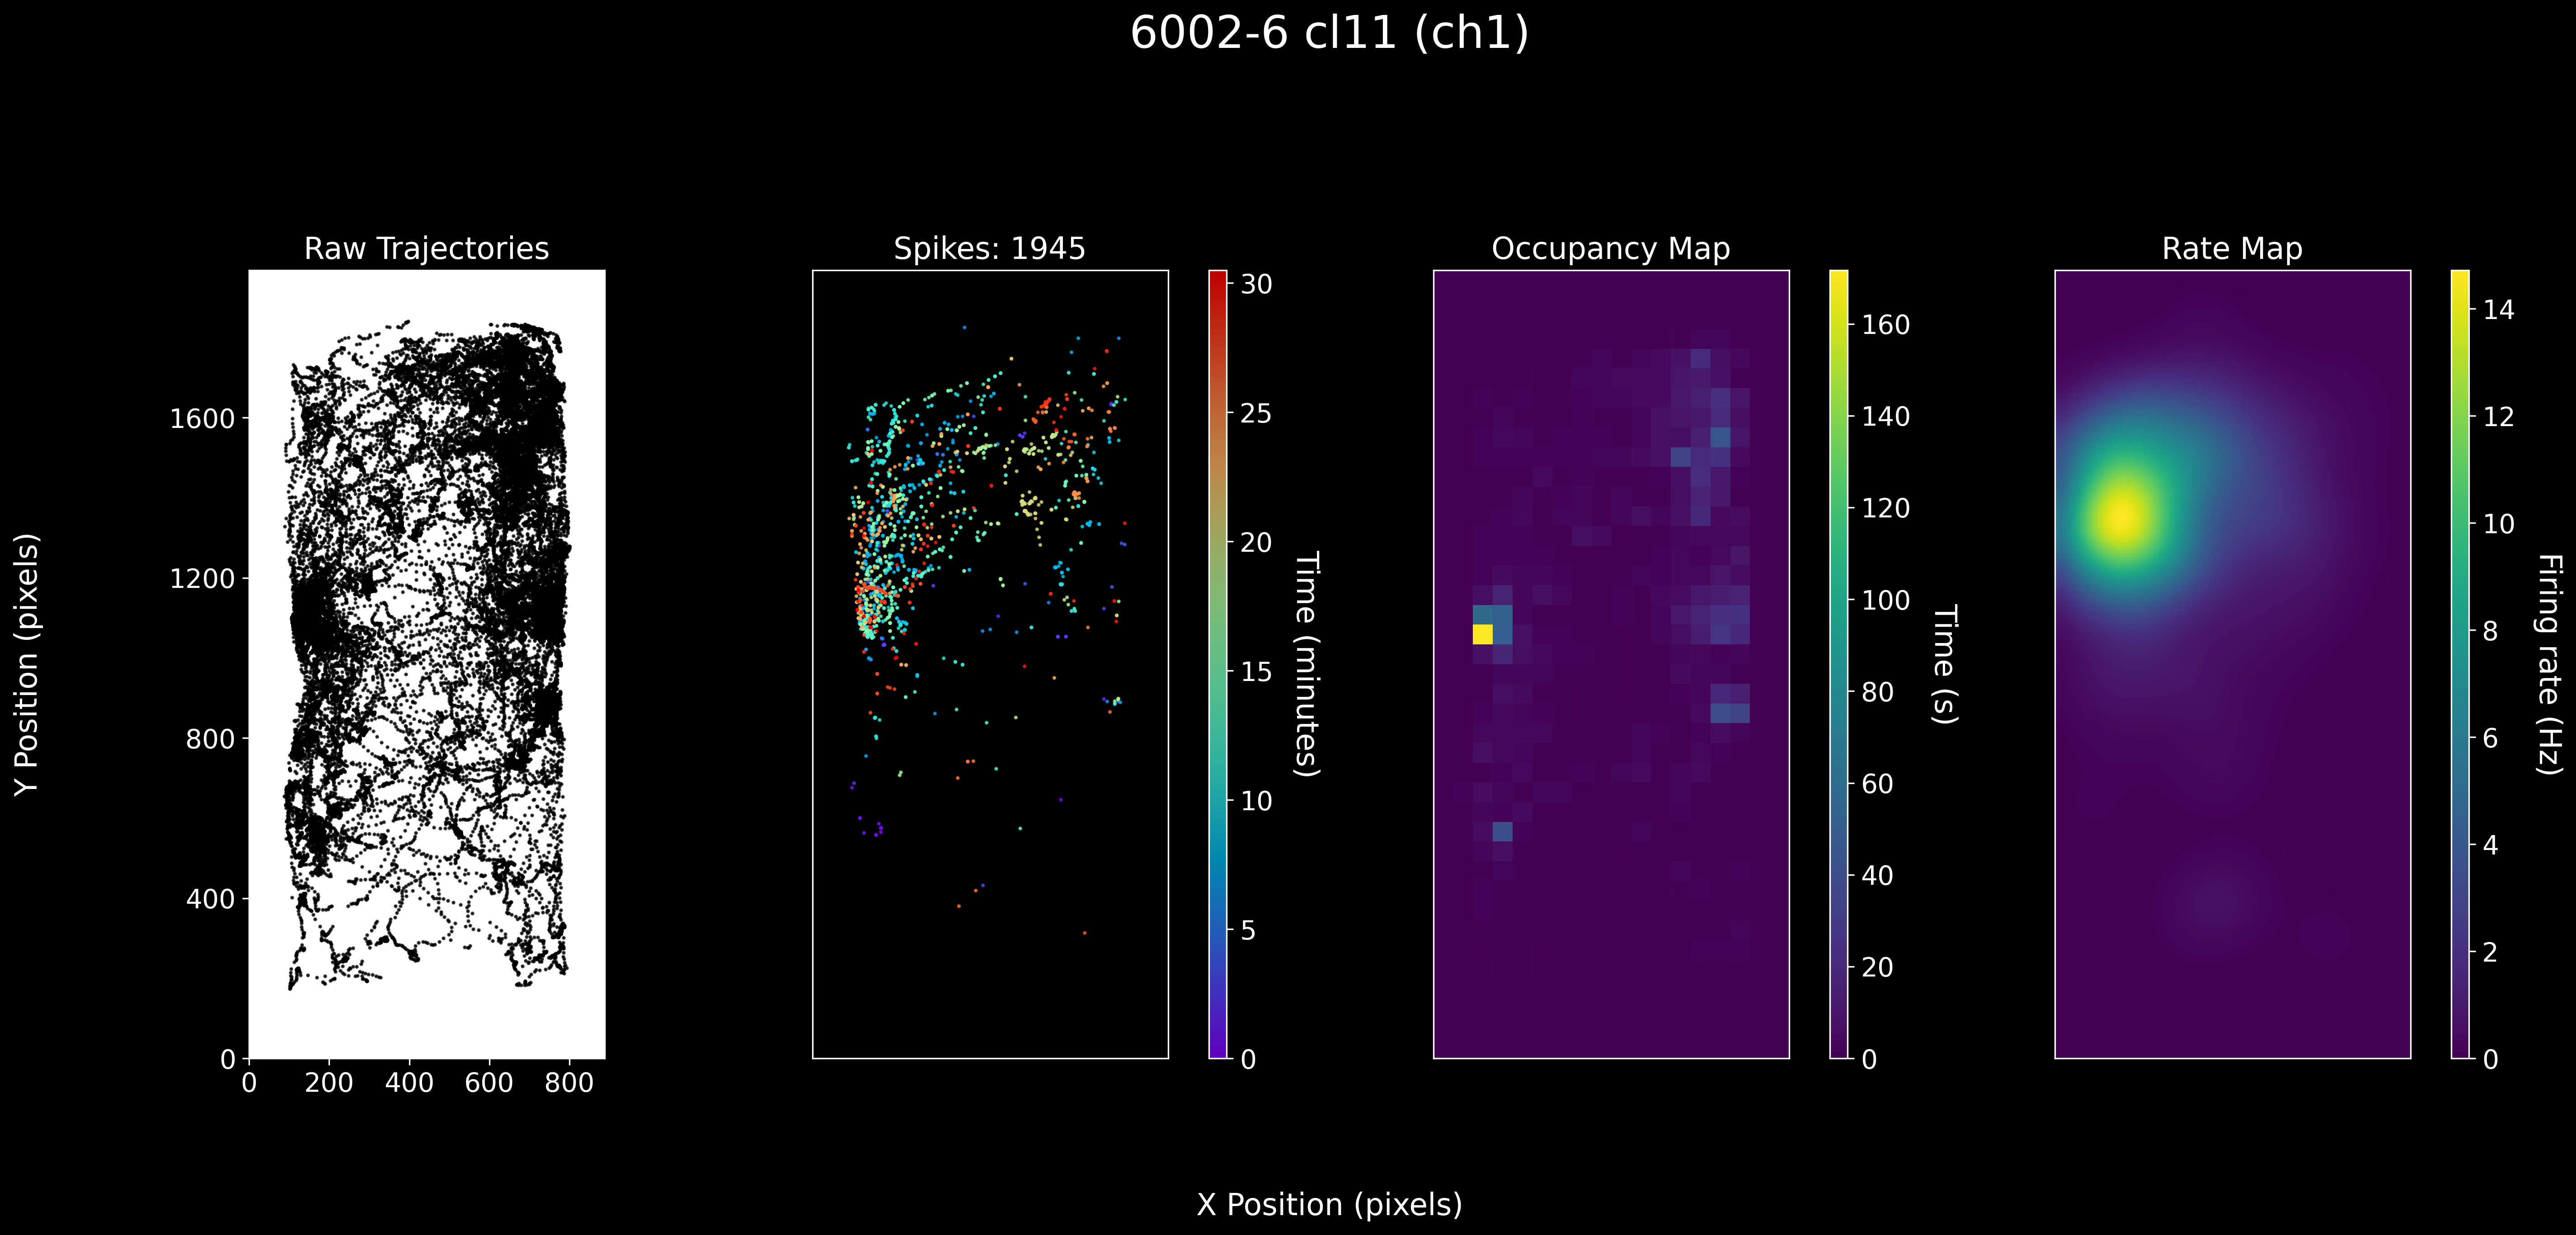 6002-6 cl11 (ch1)
Raw Trajectories
Spikes: 1945
Occupancy Map
Rate Map
Y Position (pixels)
1600
1200
800
400
0
0 200 400 600 800
30
25
20
15
10
5
0
Time (minutes)
160
140
120
100
80
60
40
20
0
Time (s)
14
12
10
8
6
4
2
0
Firing rate (Hz)
X Position (pixels)